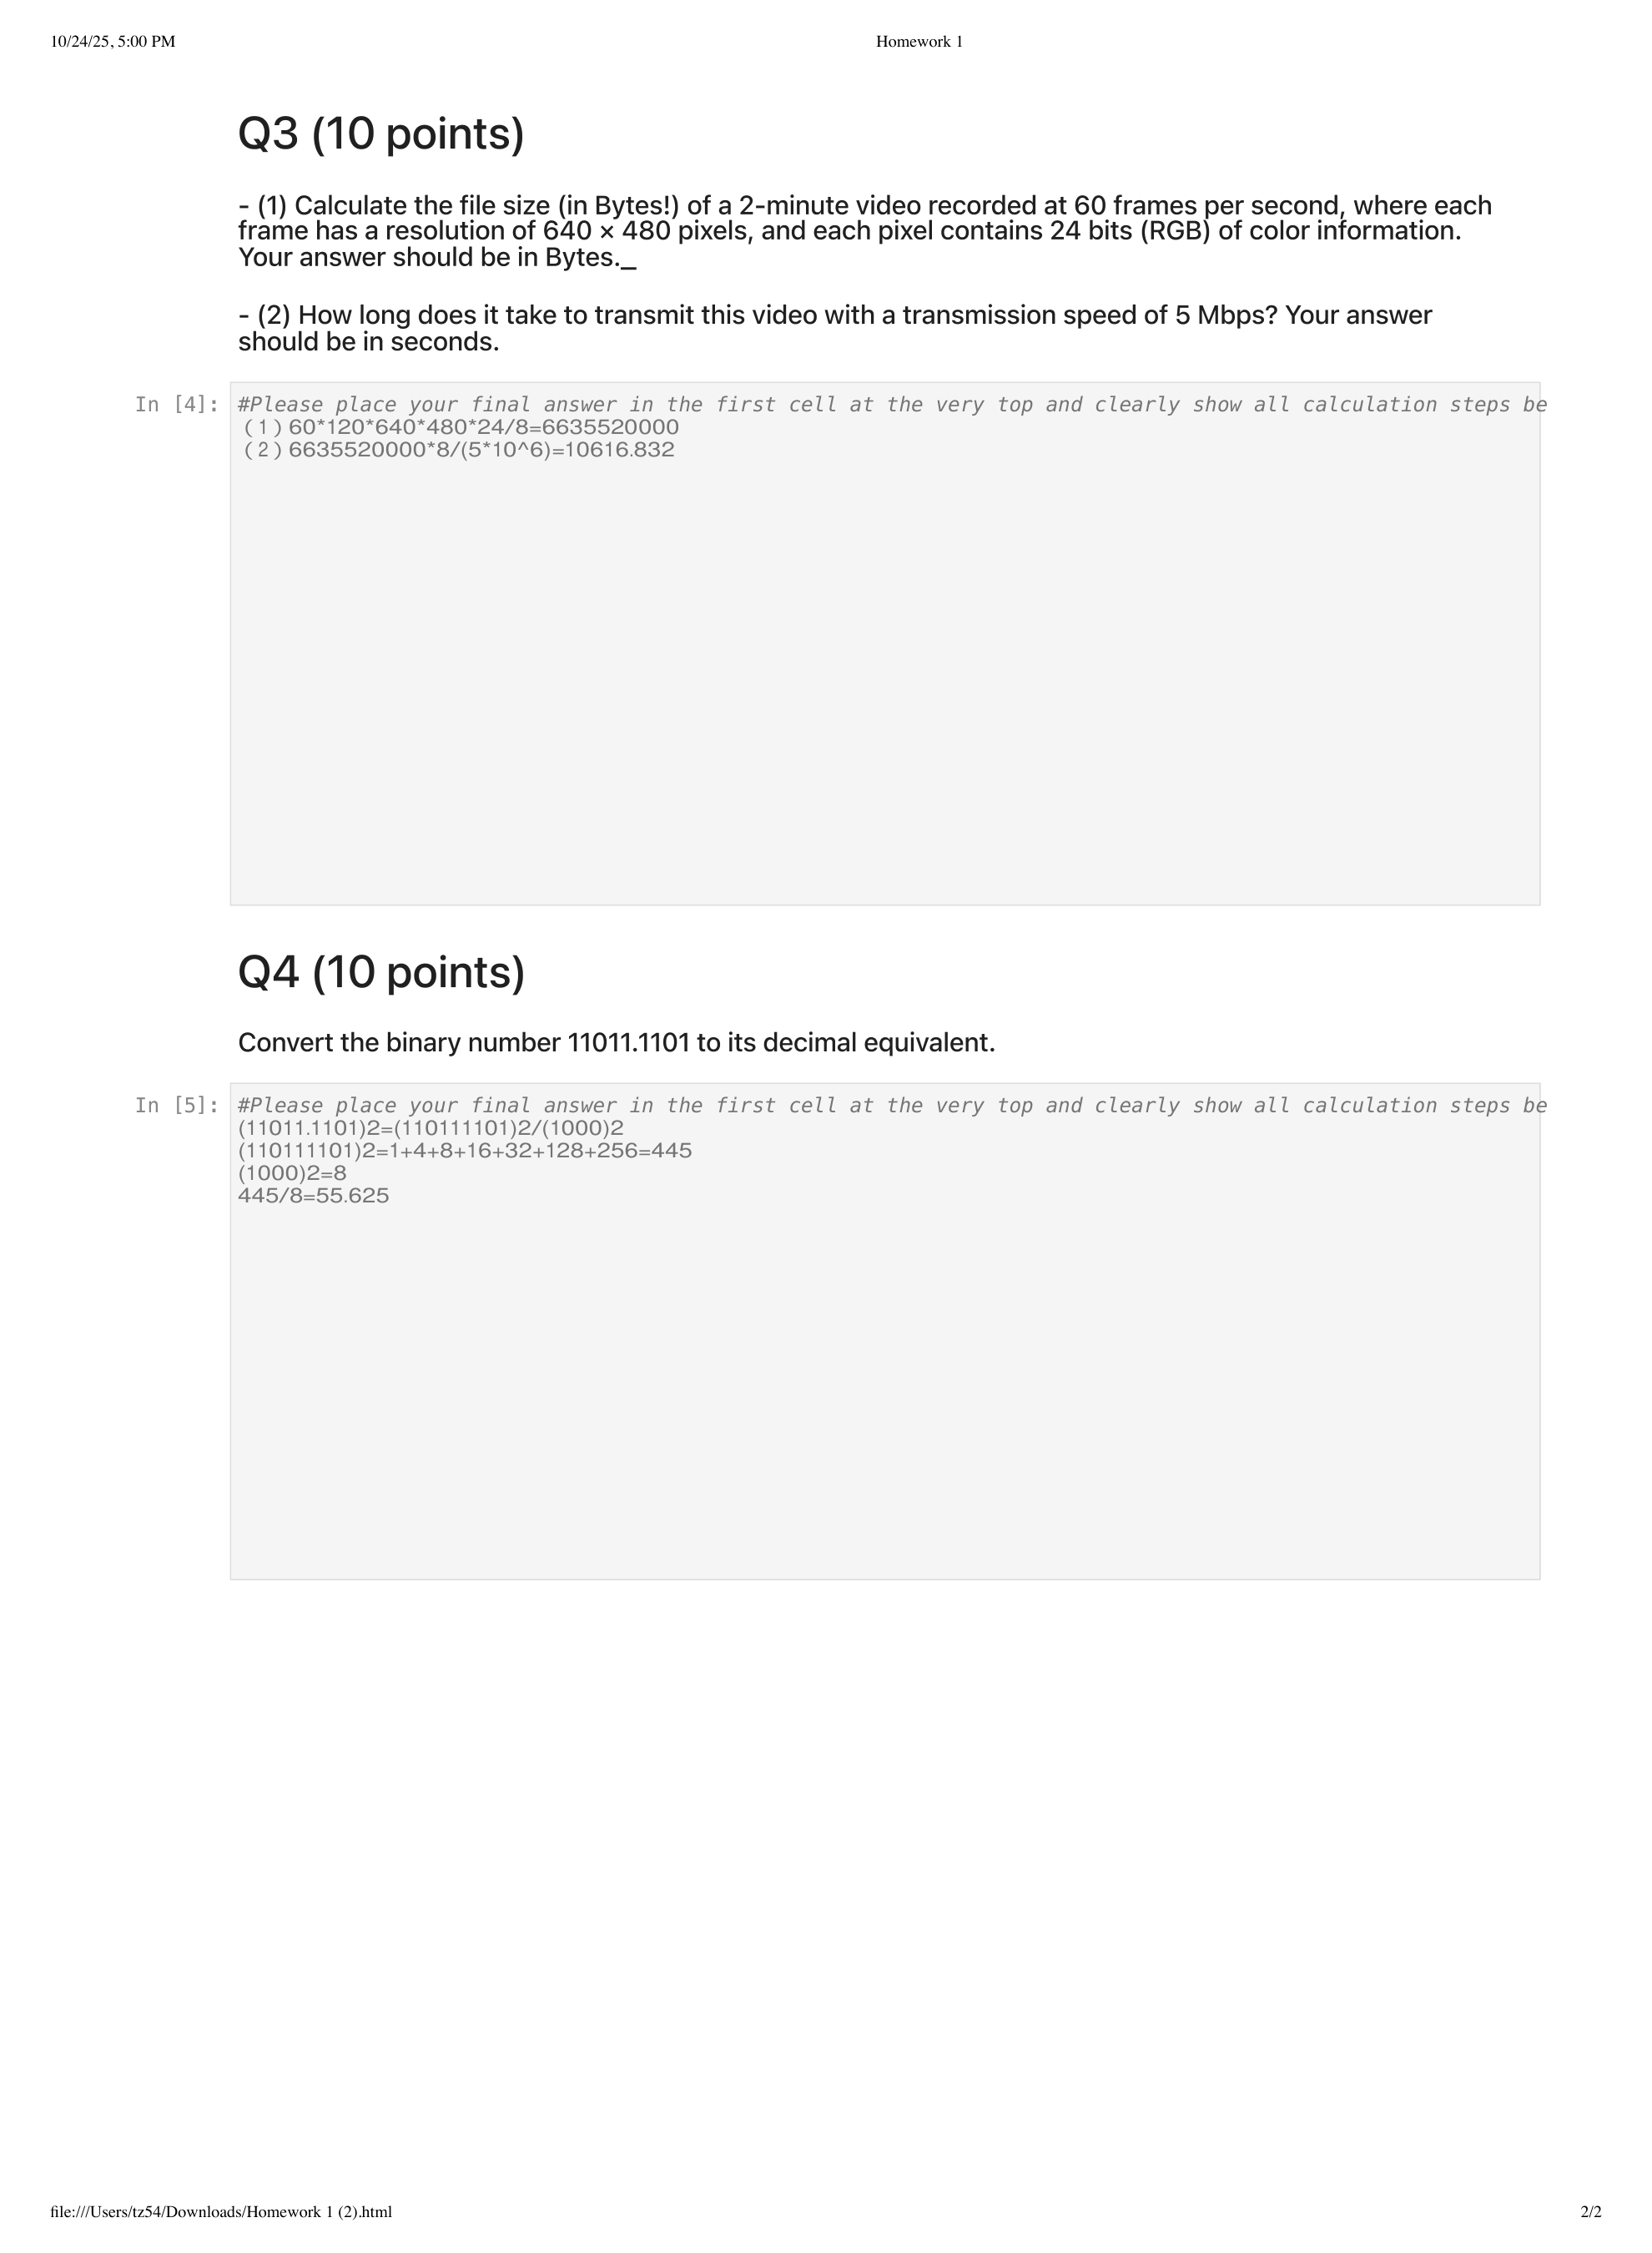 10/24/25, 5:00 PM
Homework 1
Q3 (10 points)
- (1) Calculate the file size (in Bytes!) of a 2-minute video recorded at 60 frames per second, where each
frame has a resolution of 640 × 480 pixels, and each pixel contains 24 bits (RGB) of color information.
Your answer should be in Bytes._
- (2) How long does it take to transmit this video with a transmission speed of 5 Mbps? Your answer
should be in seconds.
In [4]: #Please place your final answer in the first cell at the very top and clearly show all calculation steps be
(1) 60*120*640*480*24/8=6635520000
(2) 6635520000*8/(5*10^6)=10616.832
Q4 (10 points)
Convert the binary number 11011.1101 to its decimal equivalent.
In [5]: #Please place your final answer in the first cell at the very top and clearly show all calculation steps be
(11011.1101)2=(110111101)2/(1000)2
(110111101)2=1+4+8+16+32+128+256=445
(1000)2=8
445/8=55.625
file:///Users/tz54/Downloads/Homework 1 (2).html
2/2